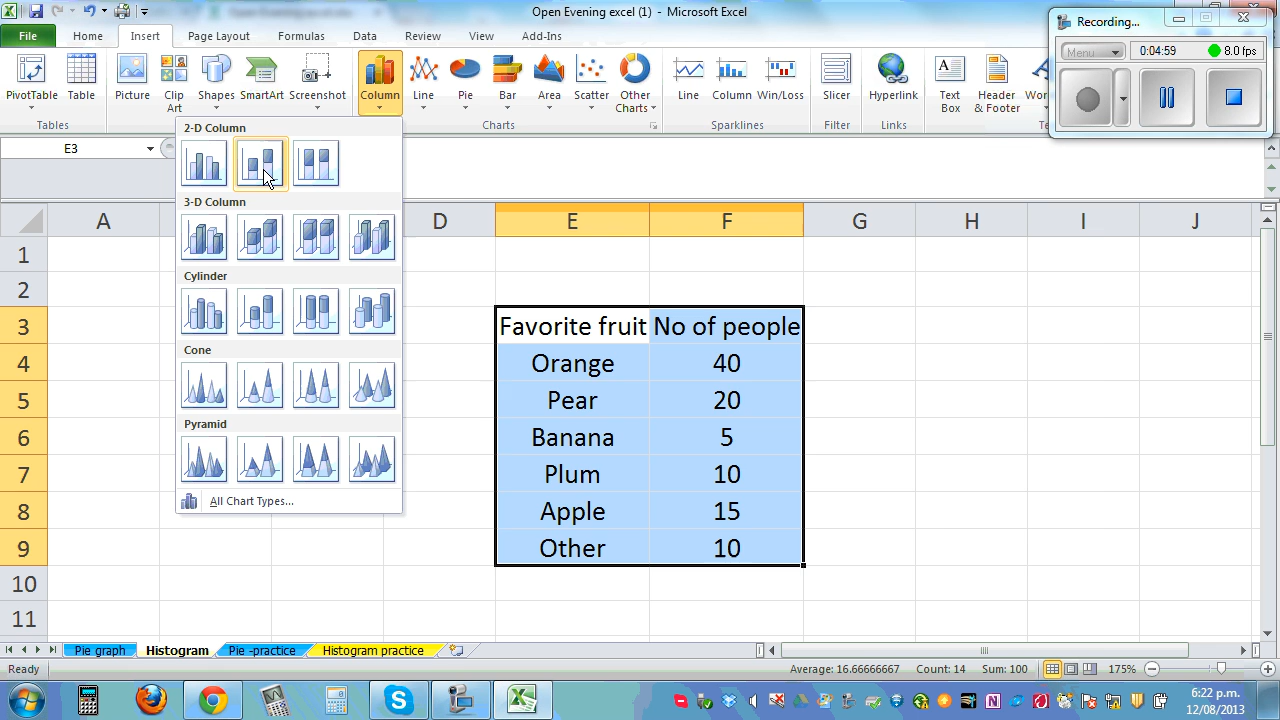 Open Evening excel (1) - Microsoft Excel
File Home Insert Page Layout Formulas Data Review View Add-Ins
Recording...
Menu 0:04:59 8.0 fps
PivotTable Table Picture Clip Art Shapes SmartArt Screenshot Column Line Pie Bar Area Scatter Other Charts Line Column Win/Loss Slicer Hyperlink Text Box Header & Footer
Tables Charts Sparklines Filter Links
E3
2-D Column
3-D Column
Cylinder
Cone
Pyramid
All Chart Types...
A D E F G H I J
1
2
3 Favorite fruit No of people
4 Orange 40
5 Pear 20
6 Banana 5
7 Plum 10
8 Apple 15
9 Other 10
10
11
Pie graph Histogram Pie -practice Histogram practice
Ready Average: 16.66666667 Count: 14 Sum: 100 175%
6:22 p.m.
12/08/2013